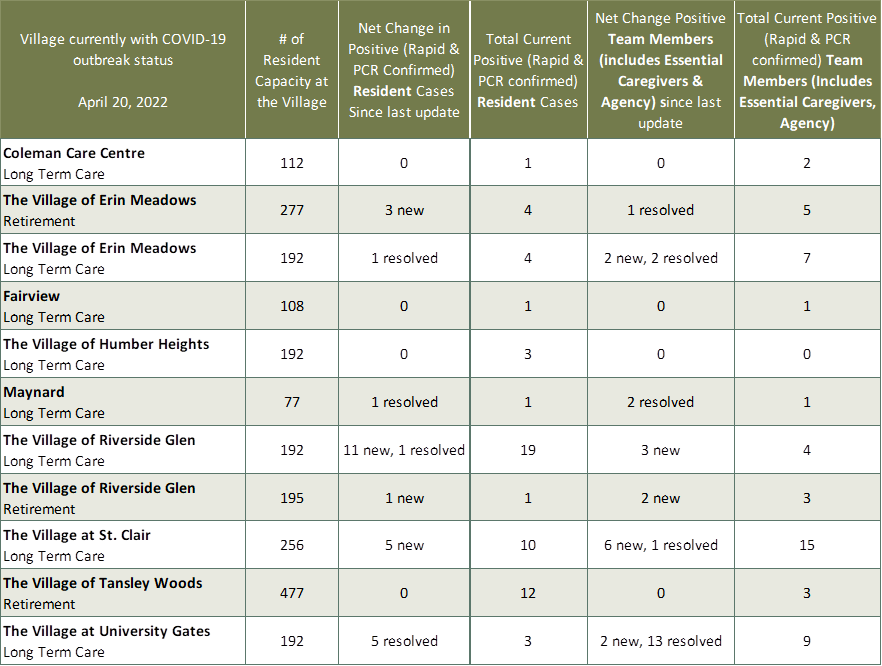 Village currently with COVID-19
outbreak status
April 20, 2022
# of
Resident
Capacity at
the Village
Net Change in
Positive (Rapid &
PCR Confirmed)
Resident Cases
Since last update
Total Current
Positive (Rapid &
PCR confirmed)
Resident Cases
Net Change Positive
Team Members
(includes Essential
Caregivers &
Agency) since last
update
Total Current Positive
(Rapid & PCR
confirmed) Team
Members (Includes
Essential Caregivers,
Agency)
Coleman Care Centre
Long Term Care
112
0
1
0
2
The Village of Erin Meadows
Retirement
277
3 new
4
1 resolved
5
The Village of Erin Meadows
Long Term Care
192
1 resolved
4
2 new, 2 resolved
7
Fairview
Long Term Care
108
0
1
0
1
The Village of Humber Heights
Long Term Care
192
0
3
0
0
Maynard
Long Term Care
77
1 resolved
1
2 resolved
1
The Village of Riverside Glen
Long Term Care
192
11 new, 1 resolved
19
3 new
4
The Village of Riverside Glen
Retirement
195
1 new
1
2 new
3
The Village at St. Clair
Long Term Care
256
5 new
10
6 new, 1 resolved
15
The Village of Tansley Woods
Retirement
477
0
12
0
3
The Village at University Gates
Long Term Care
192
5 resolved
3
2 new, 13 resolved
9